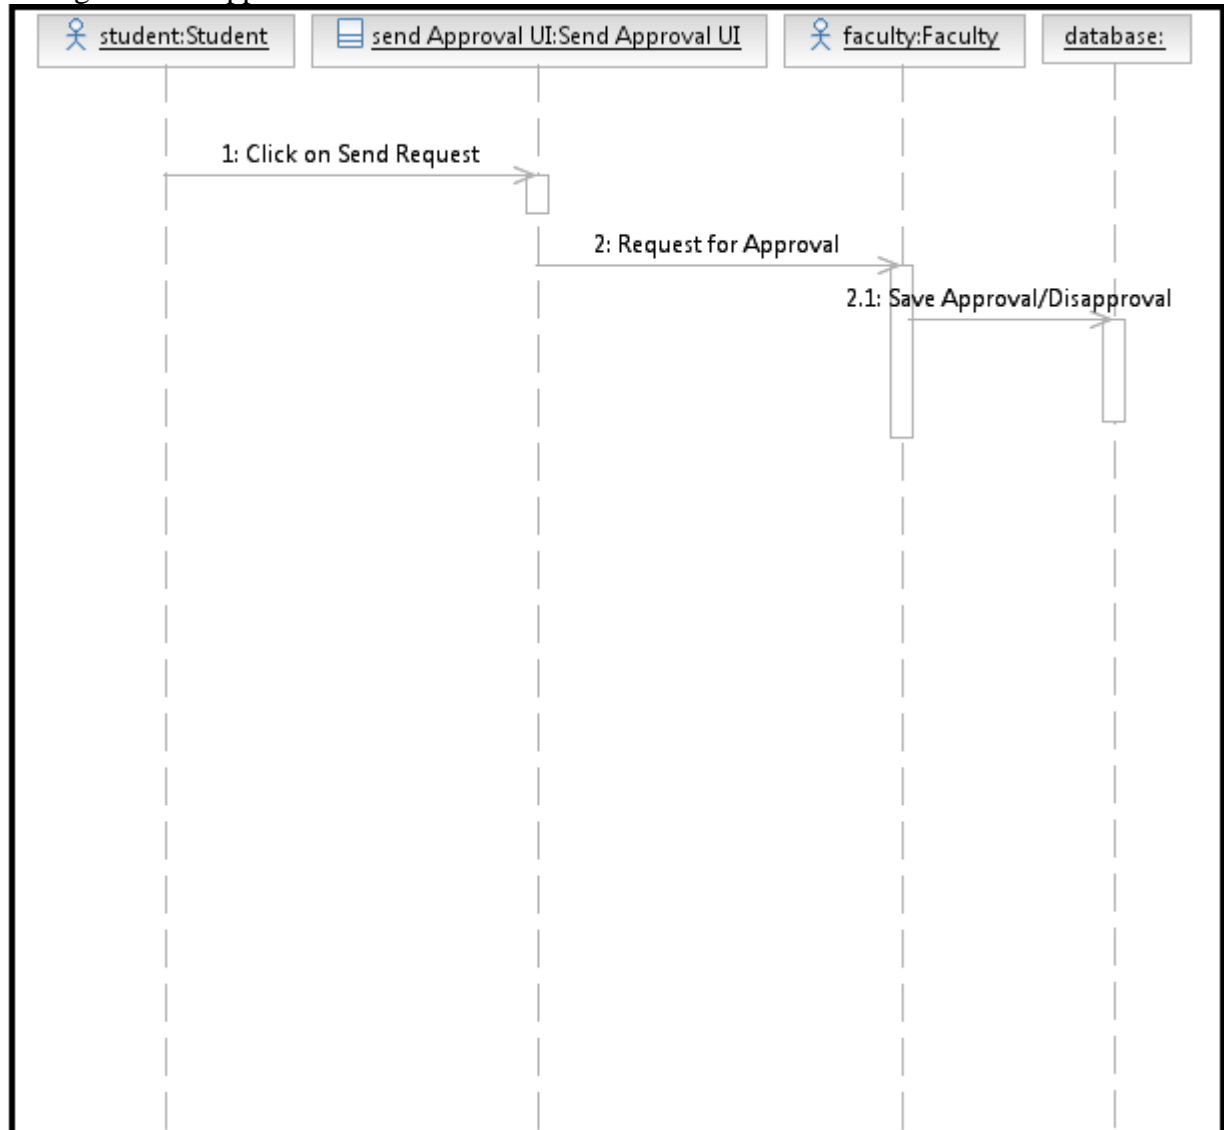 student:Student
send Approval UI:Send Approval UI
faculty:Faculty
database:
1: Click on Send Request
2: Request for Approval
2.1: Save Approval/Disapproval